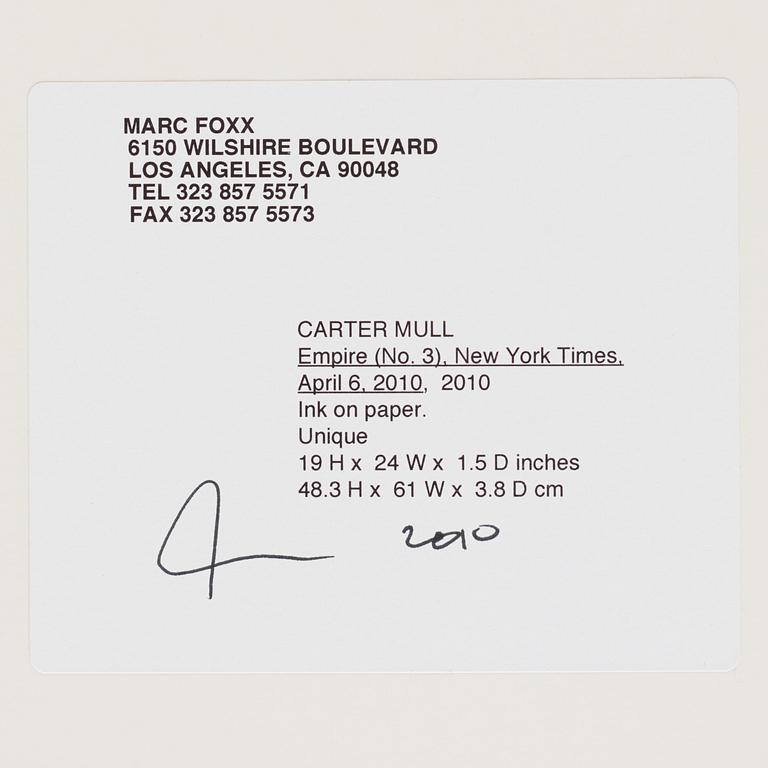 MARC FOXX
6150 WILSHIRE BOULEVARD
LOS ANGELES, CA 90048
TEL 323 857 5571
FAX 323 857 5573
CARTER MULL
Empire (No. 3), New York Times,
April 6, 2010,  2010
Ink on paper.
Unique
19 H x  24 W x  1.5 D inches
48.3 H x  61 W x  3.8 D cm
2010